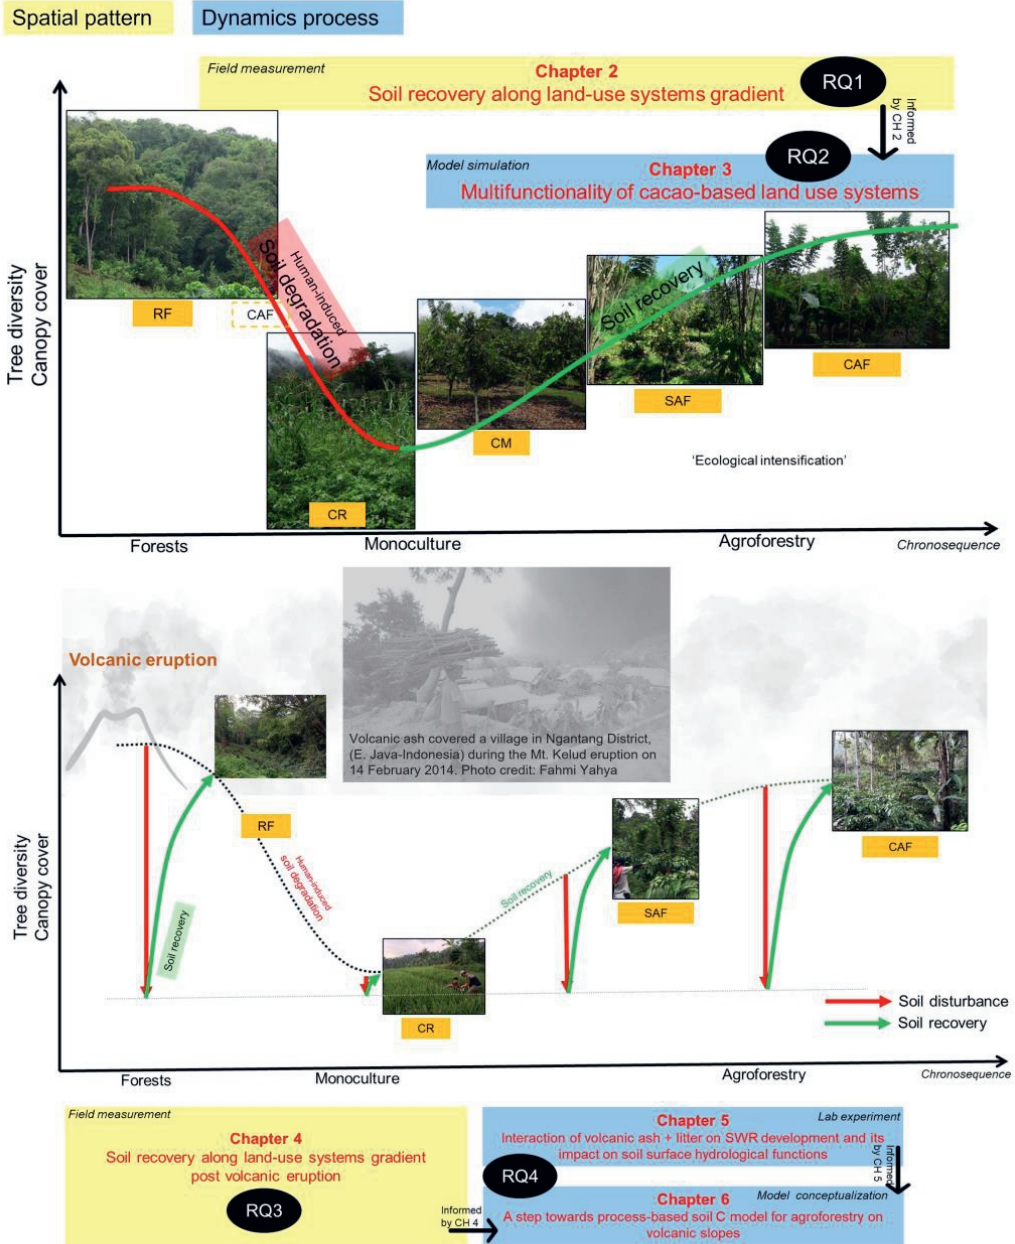 Spatial pattern
Dynamics process
Field measurement
Chapter 2
Soil recovery along land-use systems gradient
RQ1
Informed
by CH 2
RQ2
Model simulation
Chapter 3
Multifunctionality of cacao-based land use systems
Tree diversity
Canopy cover
Human-induced
Soil degradation
Soil recovery
RF
CAF
CR
CM
SAF
CAF
'Ecological intensification'
Forests
Monoculture
Agroforestry
Chronosequence
Volcanic eruption
Volcanic ash covered a village in Ngantang District,
(E. Java-Indonesia) during the Mt. Kelud eruption on
14 February 2014. Photo credit: Fahmi Yahya
Tree diversity
Canopy cover
RF
Human-induced
soil degradation
Soil recovery
Soil recovery
CR
SAF
CAF
Soil disturbance
Soil recovery
Forests
Monoculture
Agroforestry
Chronosequence
Field measurement
Chapter 4
Soil recovery along land-use systems gradient
post volcanic eruption
RQ3
Informed
by CH 4
Chapter 5
Lab experiment
Interaction of volcanic ash + litter on SWR development and its
impact on soil surface hydrological functions
Informed
by CH 5
RQ4
Chapter 6
Model conceptualization
A step towards process-based soil C model for agroforestry on
volcanic slopes